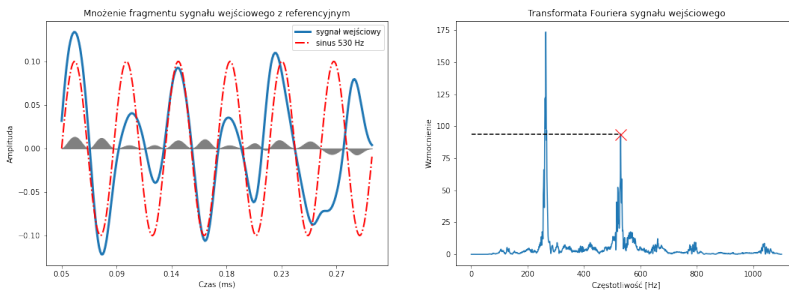 Mnożenie fragmentu sygnału wejściowego z referencyjnym
sygnał wejściowy
sinus 530 Hz
Amplituda
0.10
0.05
0.00
−0.05
−0.10
0.05 0.09 0.14 0.18 0.23 0.27
Czas (ms)
Transformata Fouriera sygnału wejściowego
Wzmocnienie
175
150
125
100
75
50
25
0
0 200 400 600 800 1000
Częstotliwość [Hz]